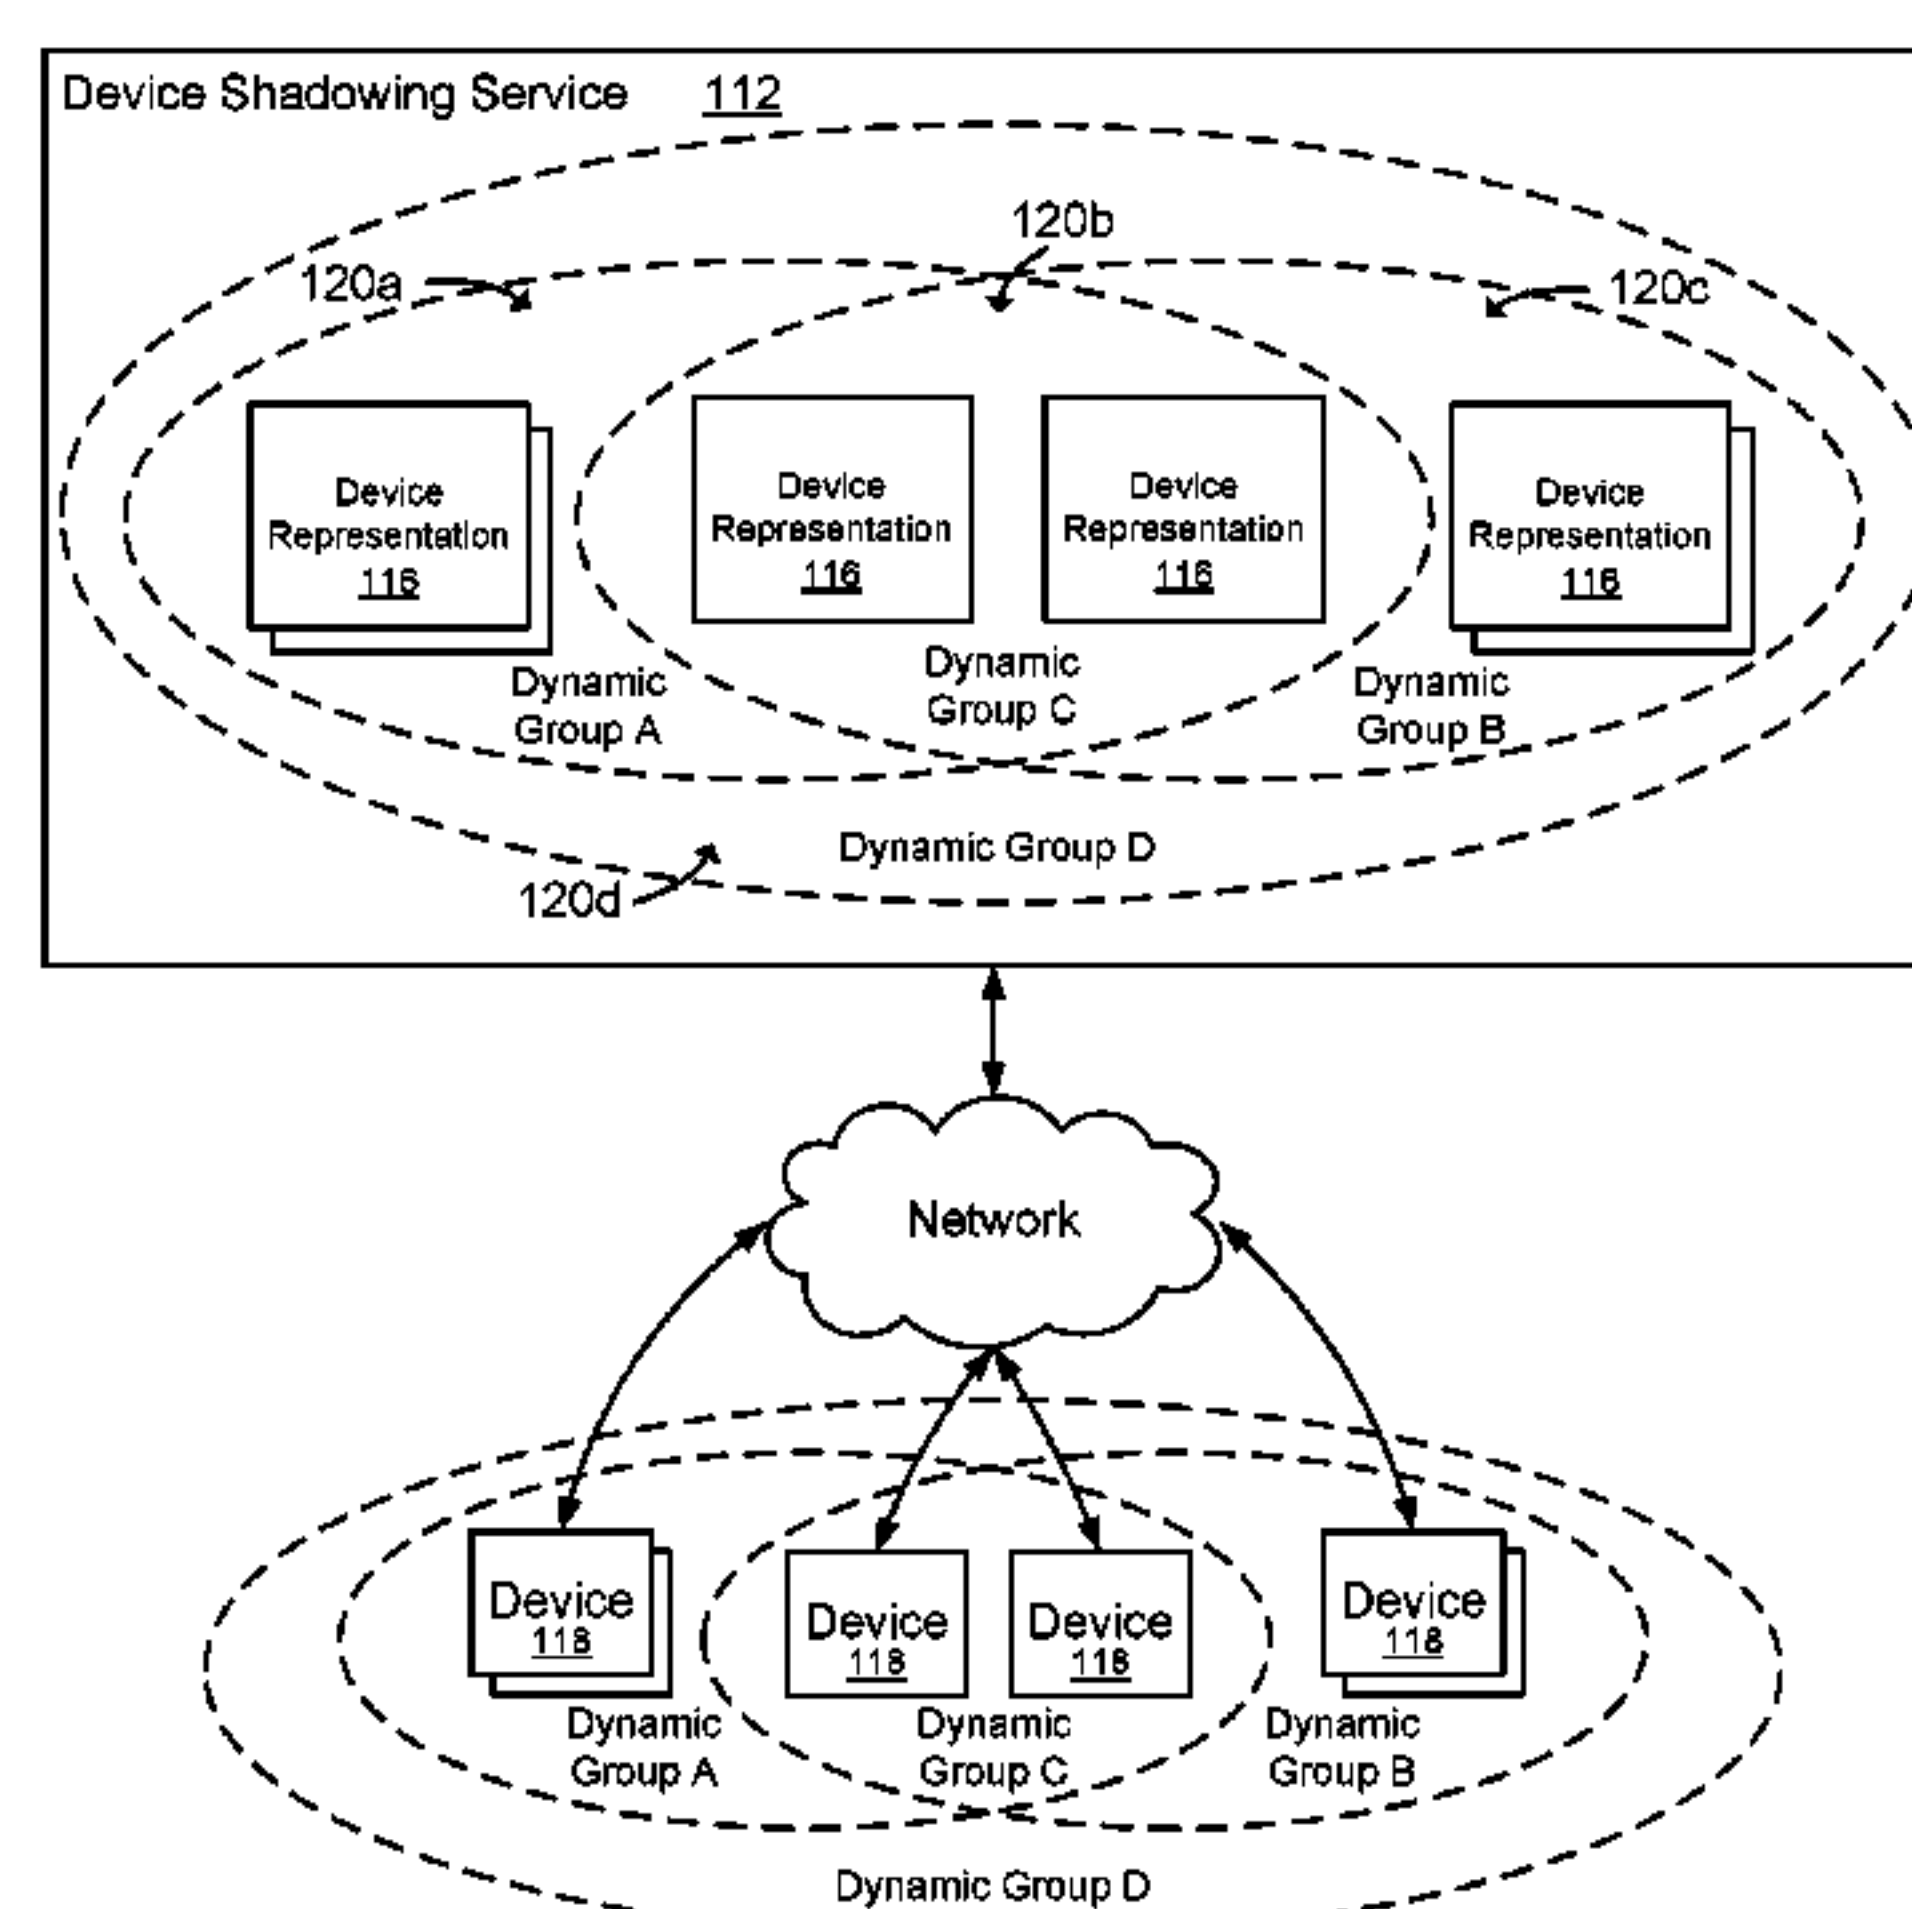 Device Shadowing Service 112
120b
120a
120c
Device
Representation
116
Device
Representation
116
Device
Representation
116
Device
Representation
116
Dynamic
Group A
Dynamic
Group C
Dynamic
Group B
Dynamic Group D
120d
Network
Device
118
Device
118
Device
118
Device
118
Dynamic
Group A
Dynamic
Group C
Dynamic
Group B
Dynamic Group D